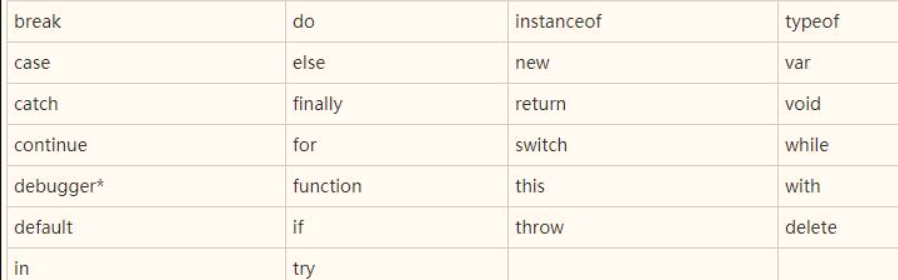 break do instanceof typeof
case else new var
catch finally return void
continue for switch while
debugger* function this with
default if throw delete
in try